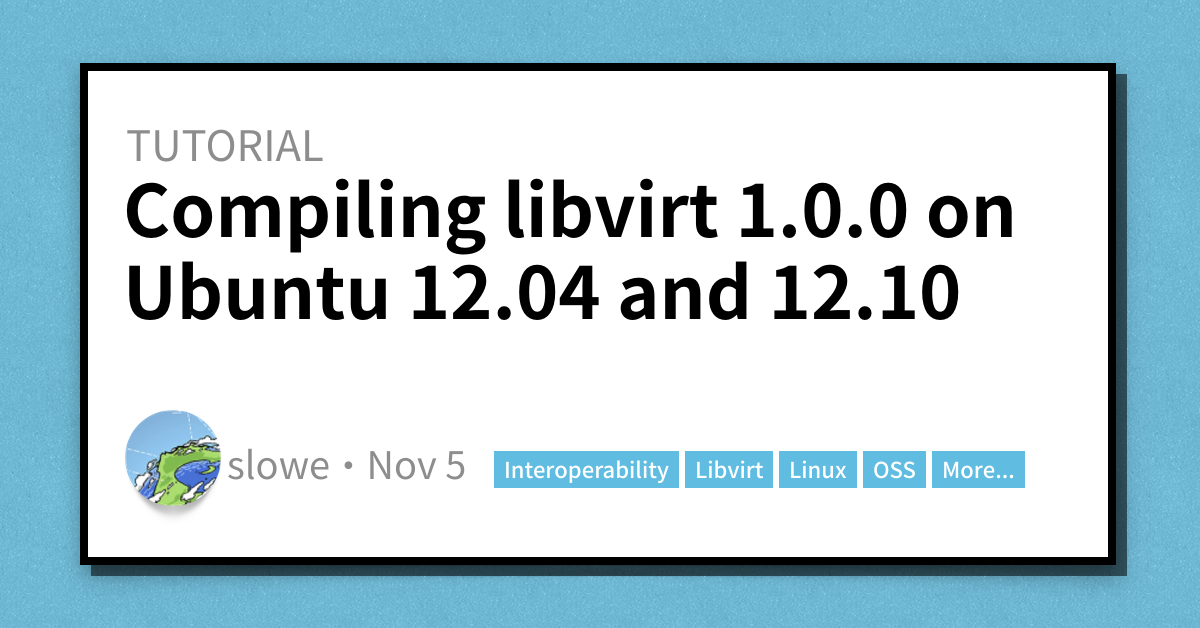 TUTORIAL
Compiling libvirt 1.0.0 on
Ubuntu 12.04 and 12.10
slowe • Nov 5 Interoperability Libvirt Linux OSS More...